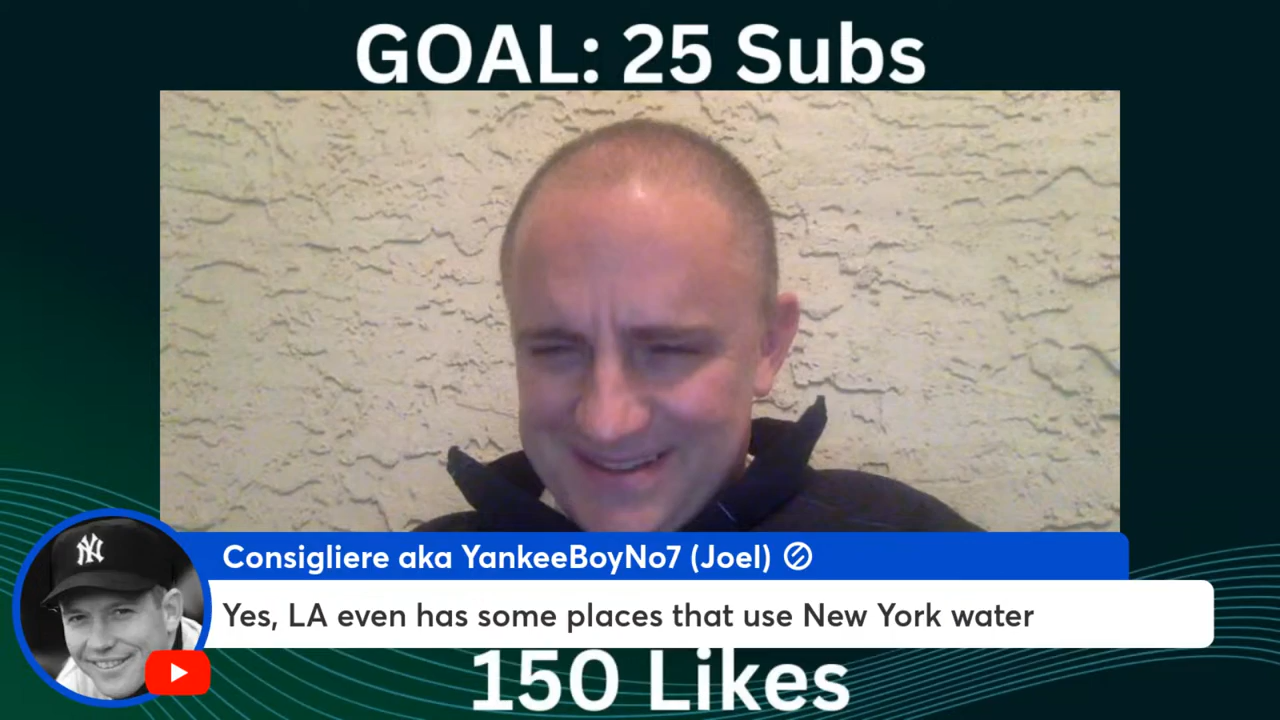 GOAL: 25 Subs
NY
Consigliere aka YankeeBoyNo7 (Joel)
Yes, LA even has some places that use New York water
150 Likes